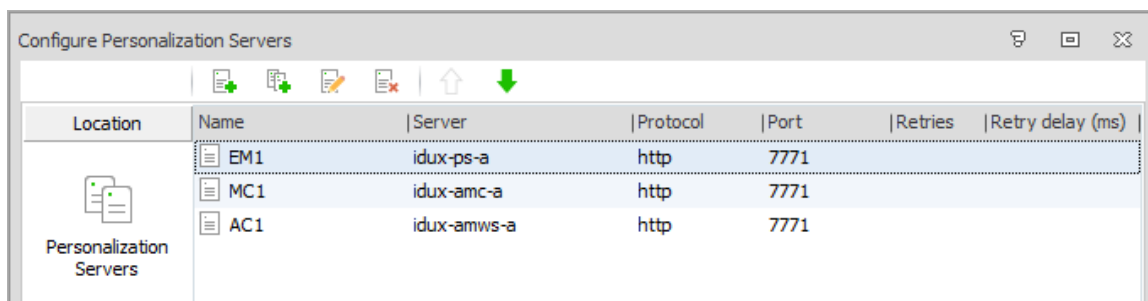 Configure Personalization Servers
Location Name Server Protocol Port Retries Retry delay (ms)
EM1 idux-ps-a http 7771
MC1 idux-amc-a http 7771
AC1 idux-amws-a http 7771
Personalization
Servers